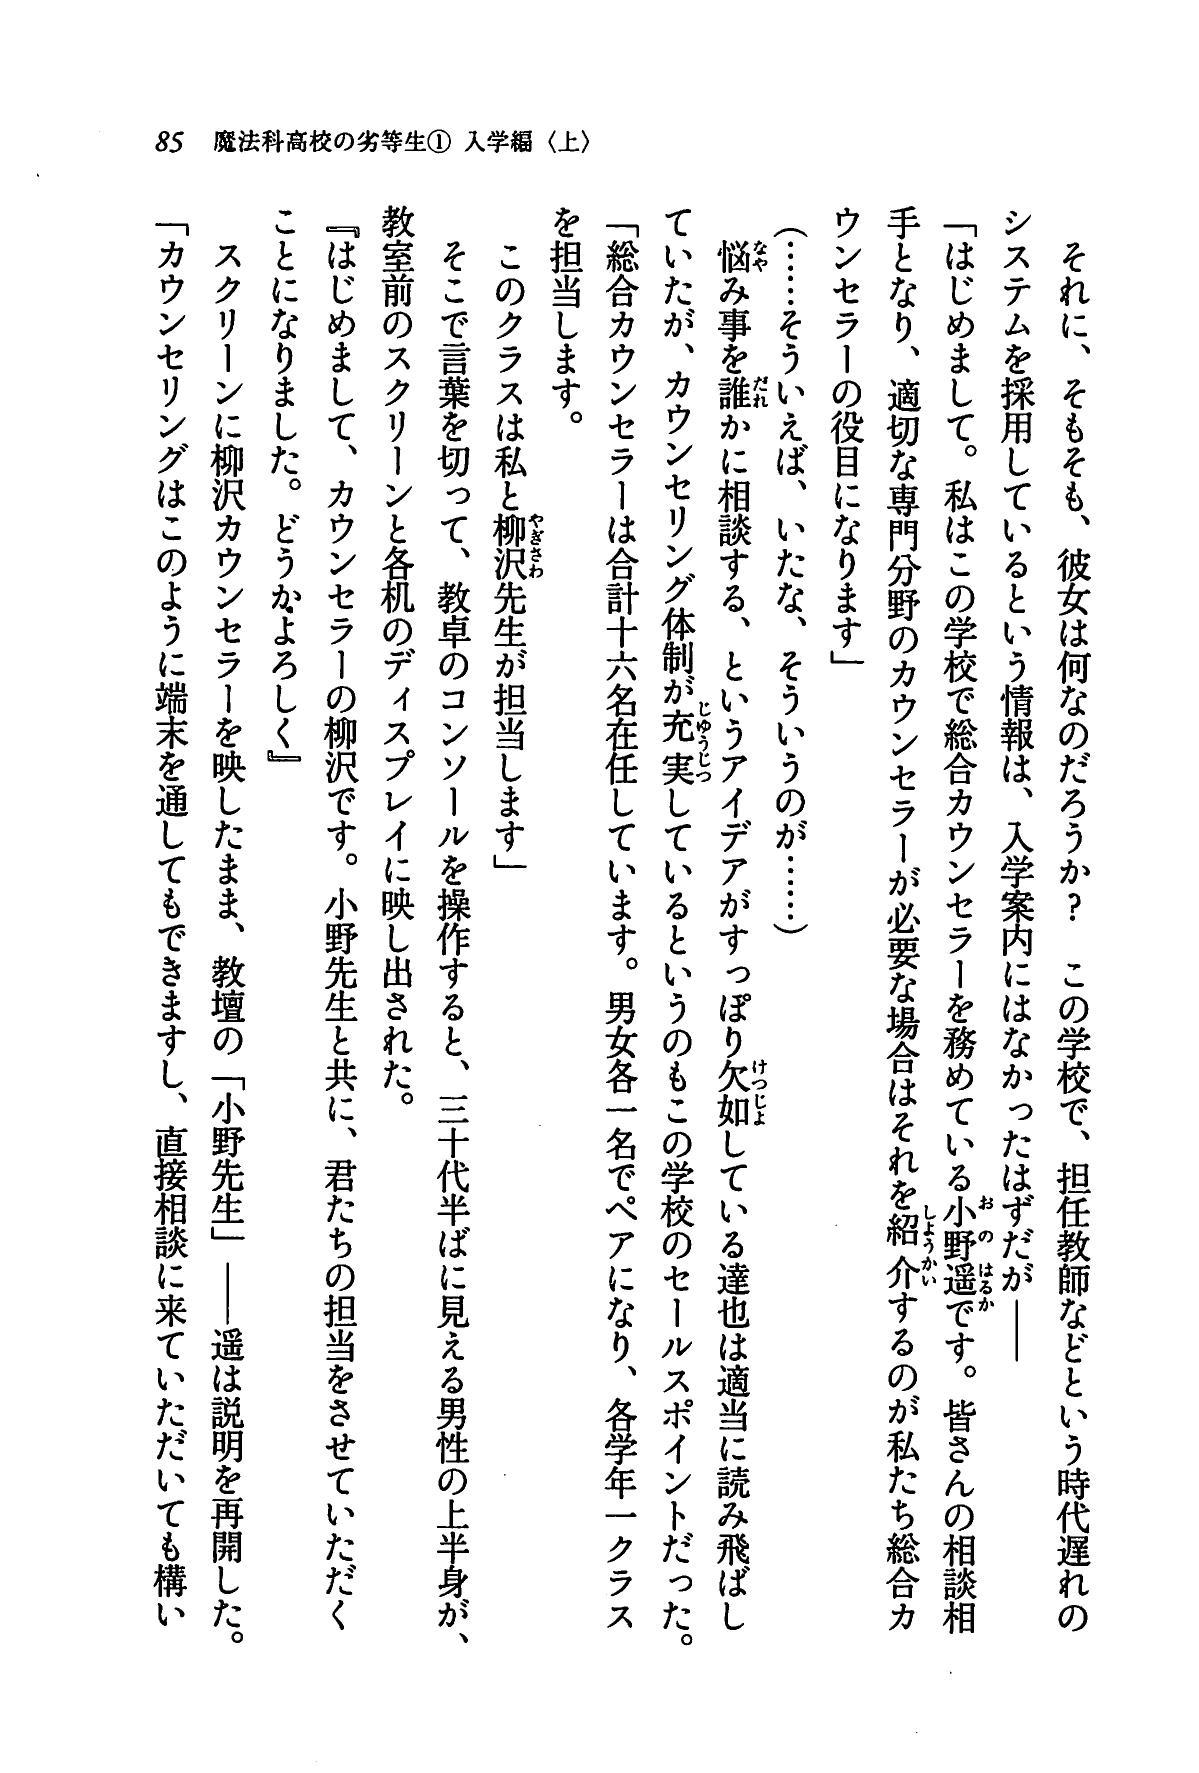 85　魔法科高校の劣等生① 入学編〈上〉
　それに、そもそも、彼女は何なのだろうか？　この学校で、担任教師などという時代遅れの
システムを採用しているという情報は、入学案内にはなかったはずだが――
「はじめまして。私はこの学校で総合カウンセラーを務めている小野遥です。皆さんの相談相
手となり、適切な専門分野のカウンセラーが必要な場合はそれを紹介するのが私たち総合カ
ウンセラーの役目になります」
（……そういえば、いたな、そういうのが……）
　悩み事を誰かに相談する、というアイデアがすっぽり欠如している達也は適当に読み飛ばし
ていたが、カウンセリング体制が充実しているというのもこの学校のセールスポイントだった。
「総合カウンセラーは合計十六名在任しています。男女各一名でペアになり、各学年一クラス
を担当します。
　このクラスは私と柳沢先生が担当します」
　そこで言葉を切って、教卓のコンソールを操作すると、三十代半ばに見える男性の上半身が、
教室前のスクリーンと各机のディスプレイに映し出された。
『はじめまして、カウンセラーの柳沢です。小野先生と共に、君たちの担当をさせていただく
ことになりました。どうかよろしく』
　スクリーンに柳沢カウンセラーを映したまま、教壇の「小野先生」――遥は説明を再開した。
「カウンセリングはこのように端末を通してもできますし、直接相談に来ていただいても構い